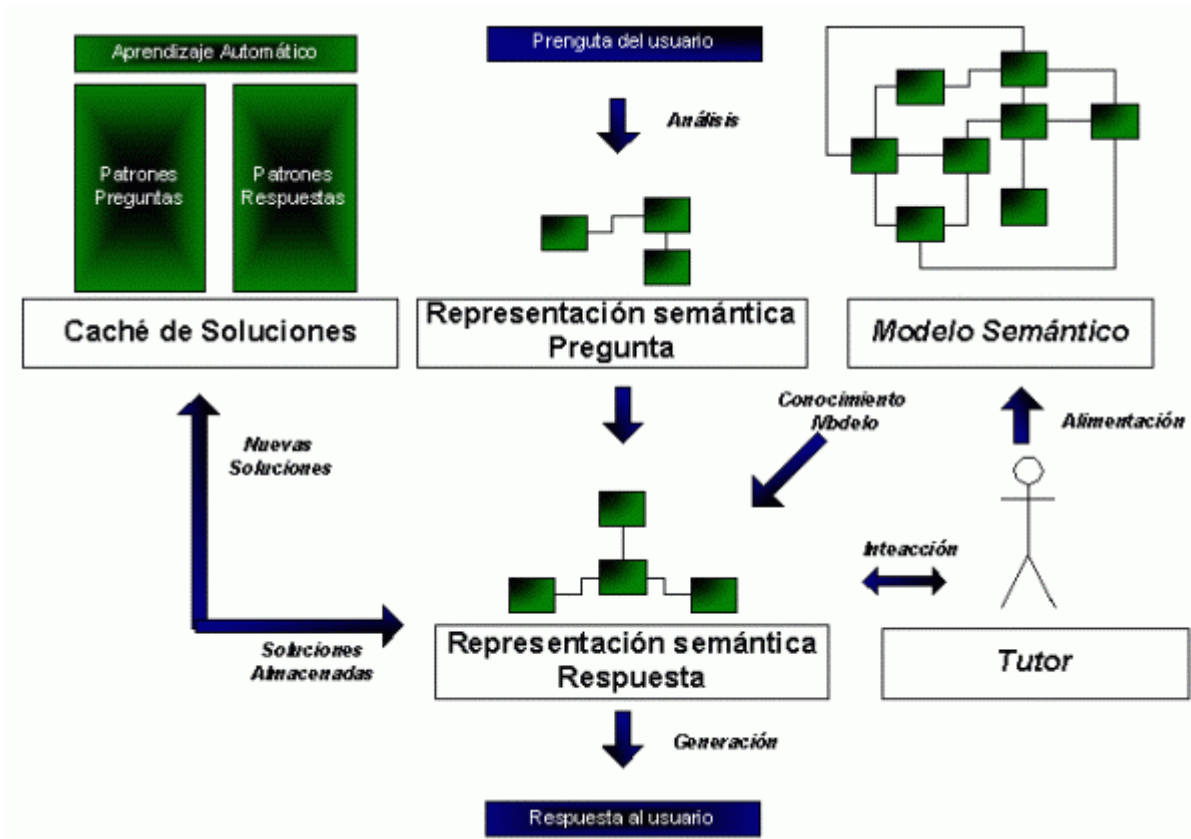 Aprendizaje Automático
Patrones
Preguntas
Patrones
Respuestas
Caché de Soluciones
Prenguta del usuario
Análisis
Representación semántica
Pregunta
Modelo Semántico
Nuevas
Soluciones
Conocimiento
Modelo
Alimentación
Inteacción
Soluciones
Almacenadas
Representación semántica
Respuesta
Tutor
Generación
Respuesta al usuario